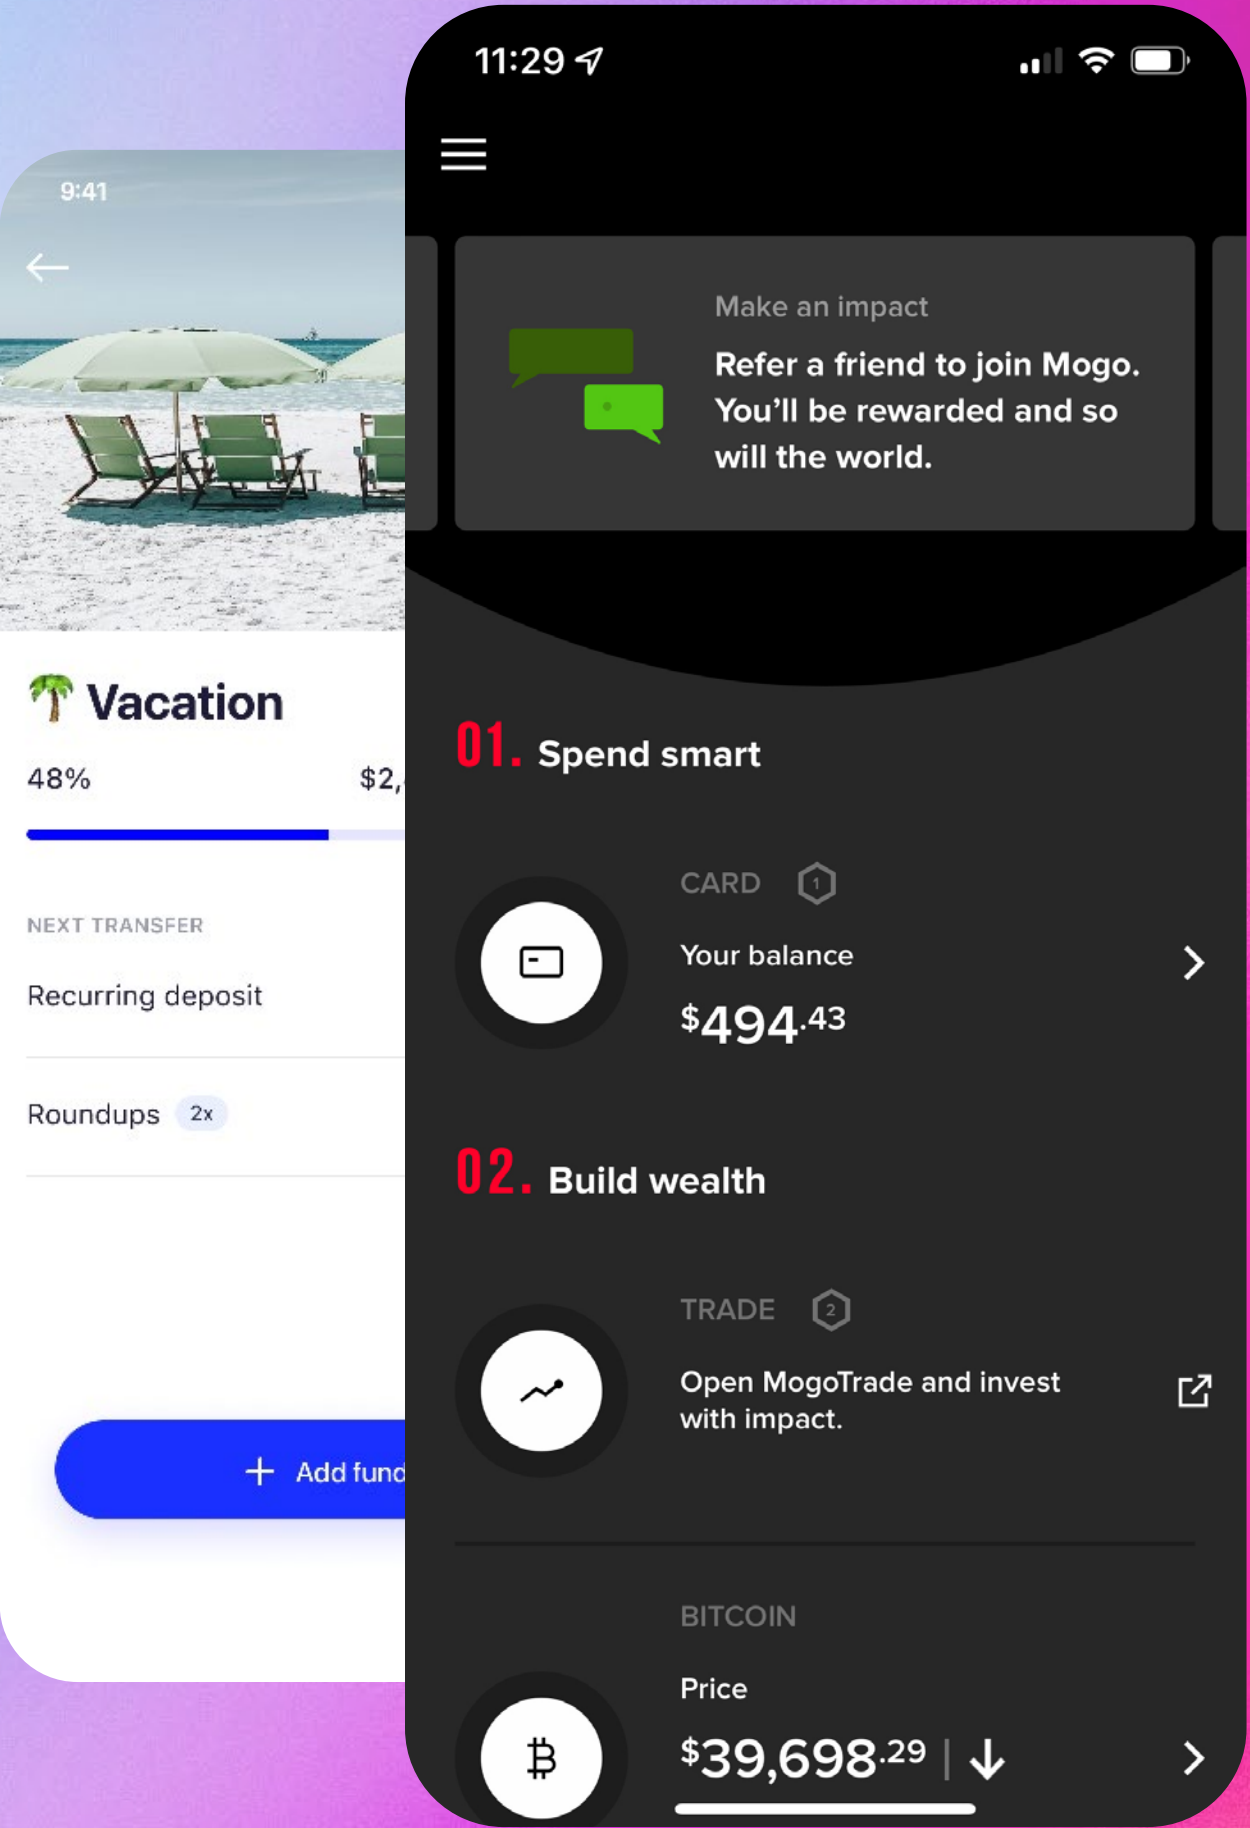 9:41
🌴 Vacation
48%
$2,
NEXT TRANSFER
Recurring deposit
Roundups 2x
+ Add fund
11:29
Make an impact
Refer a friend to join Mogo.
You'll be rewarded and so
will the world.
01. Spend smart
CARD 1
Your balance
$494.43
02. Build wealth
TRADE 2
Open MogoTrade and invest
with impact.
BITCOIN
Price
$39,698.29